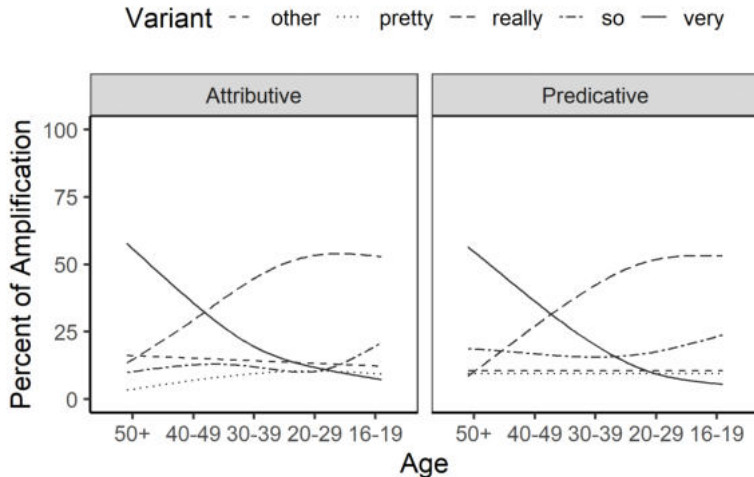 Variant other pretty really so very
Attributive Predicative
100
75
50
25
0
Percent of Amplification
50+ 40-49 30-39 20-29 16-19 50+ 40-49 30-39 20-29 16-19
Age